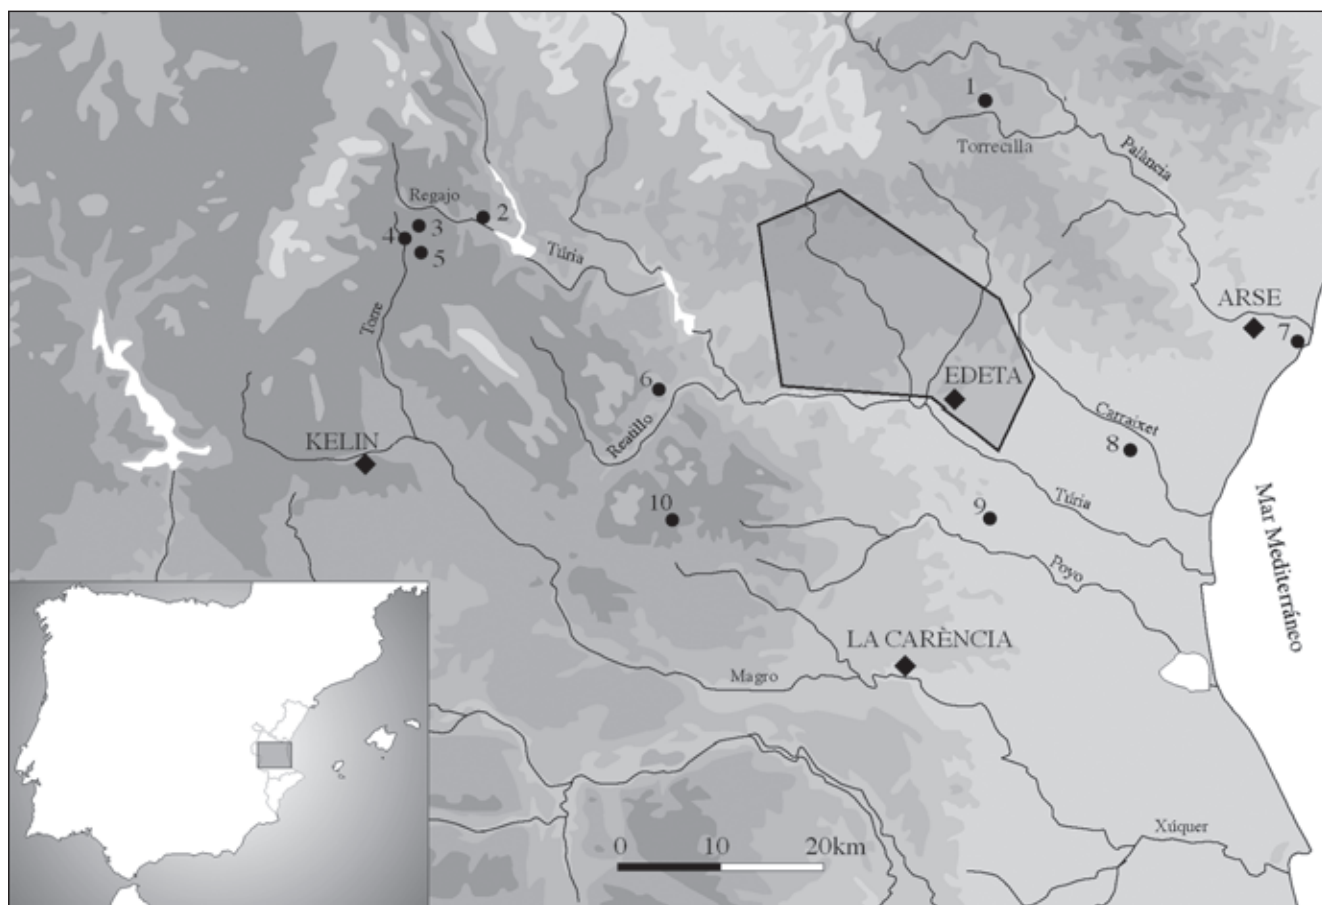 1
Torrecilla
Palància
Regajo
2
3
4
5
Túria
Torre
ARSE
7
6
EDETA
Reatillo
Carraixet
8
KELIN
10
9
Túria
Mar Mediterráneo
Poyo
LA CARÈNCIA
Magro
Xúquer
0 10 20km